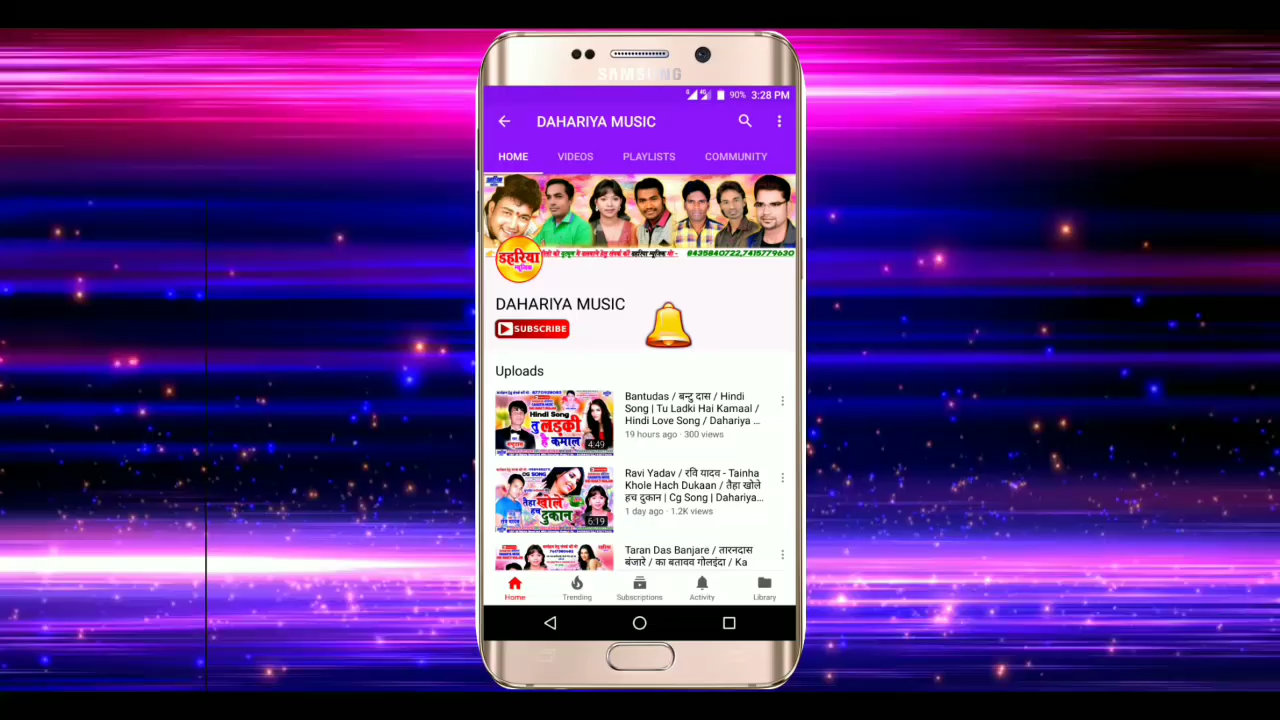 SAMSUNG
90% 3:28 PM
DAHARIYA MUSIC
HOME VIDEOS PLAYLISTS COMMUNITY
डहरिया
म्यूजिक
9435840722,7415779630
DAHARIYA MUSIC
SUBSCRIBE
Uploads
Bantudas / बन्टु दास / Hindi
Song | Tu Ladki Hai Kamaal /
Hindi Love Song / Dahariya ...
19 hours ago · 300 views
Hindi Song
तु लड़की
है कमाल
4:49
Ravi Yadav / रवि यादव - Tainha
Khole Hach Dukaan / तैहा खोले
हच दुकान | Cg Song | Dahariya...
1 day ago · 1.2K views
CG SONG
तैहा खोले
हच दुकान
6:19
Taran Das Banjare / तारनदास
बंजारे / का बतावव गोलइंदा / Ka
Home Trending Subscriptions Activity Library